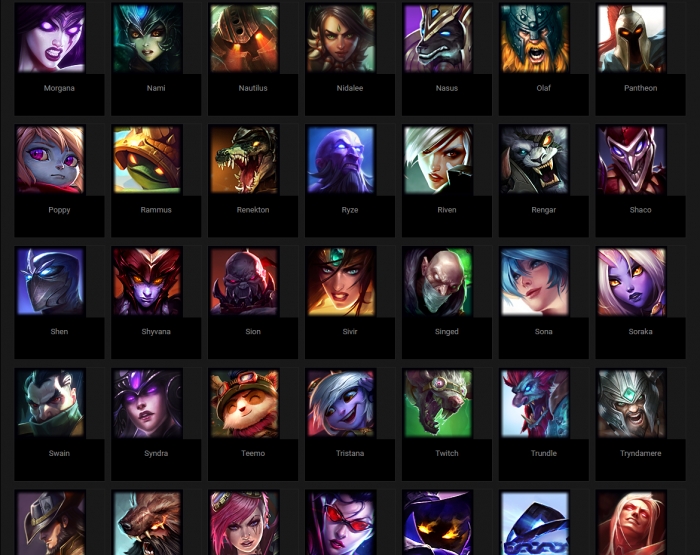 Morgana Nami Nautilus Nidalee Nasus Olaf Pantheon
Poppy Rammus Renekton Ryze Riven Rengar Shaco
Shen Shyvana Sion Sivir Singed Sona Soraka
Swain Syndra Teemo Tristana Twitch Trundle Tryndamere